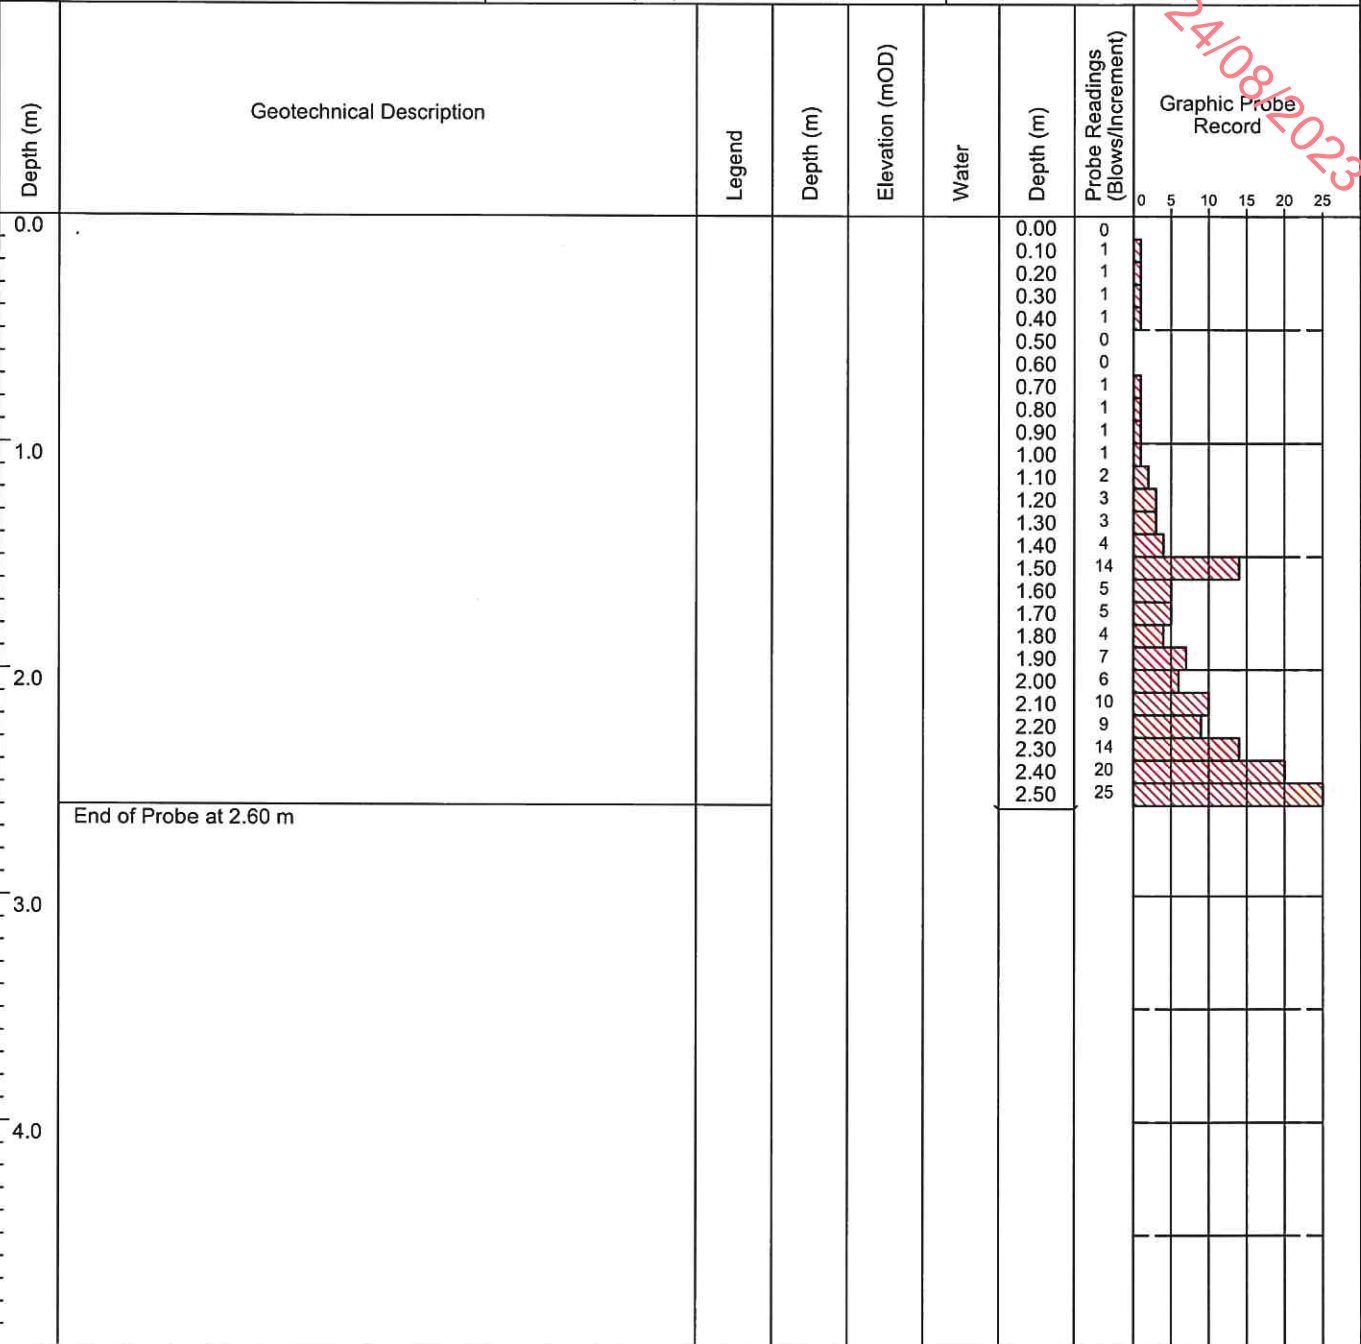 Depth (m)
Geotechnical Description
Legend
Depth (m)
Elevation (mOD)
Water
Depth (m)
Probe Readings
(Blows/Increment)
Graphic Probe
Record
24/08/2023
0 5 10 15 20 25
0.0
0.00 0
0.10 1
0.20 1
0.30 1
0.40 1
0.50 0
0.60 0
0.70 1
0.80 1
0.90 1
1.0
1.00 1
1.10 2
1.20 3
1.30 3
1.40 4
1.50 14
1.60 5
1.70 5
1.80 4
1.90 7
2.0
2.00 6
2.10 10
2.20 9
2.30 14
2.40 20
2.50 25
End of Probe at 2.60 m
3.0
4.0